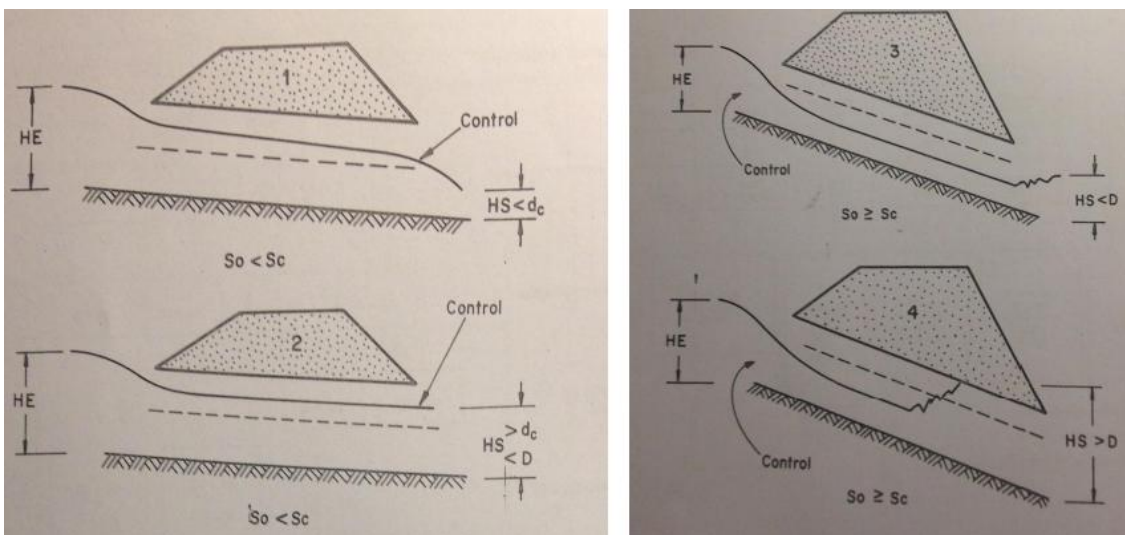 1
Control
HE
HS < dc
So < Sc
2
Control
HE
HS > dc
< D
So < Sc
3
HE
Control
HS < D
So ≥ Sc
4
HE
Control
HS > D
So ≥ Sc